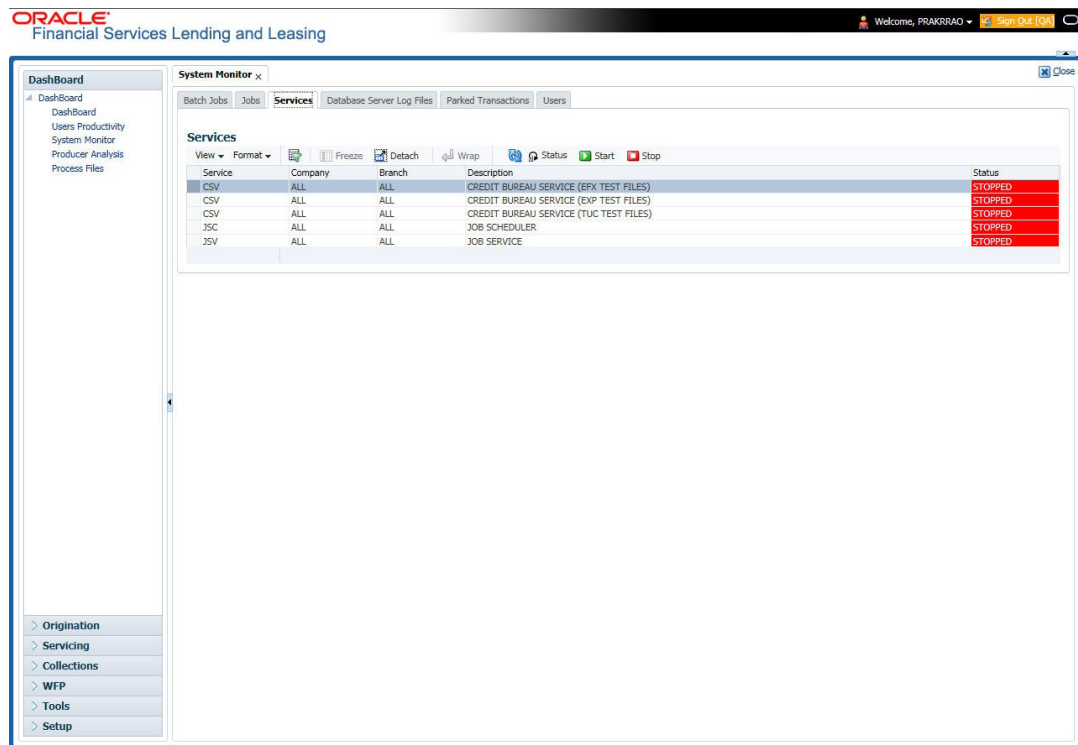 ORACLE®
Financial Services Lending and Leasing
Welcome, PRAKRRAO
Sign Out [QA]
DashBoard
DashBoard
DashBoard
Users Productivity
System Monitor
Producer Analysis
Process Files
Origination
Servicing
Collections
WFP
Tools
Setup
System Monitor x
Close
Batch Jobs Jobs Services Database Server Log Files Parked Transactions Users
Services
View Format Freeze Detach Wrap Status Start Stop
Service Company Branch Description Status
CSV ALL ALL CREDIT BUREAU SERVICE (EFX TEST FILES) STOPPED
CSV ALL ALL CREDIT BUREAU SERVICE (EXP TEST FILES) STOPPED
CSV ALL ALL CREDIT BUREAU SERVICE (TUC TEST FILES) STOPPED
JSC ALL ALL JOB SCHEDULER STOPPED
JSV ALL ALL JOB SERVICE STOPPED